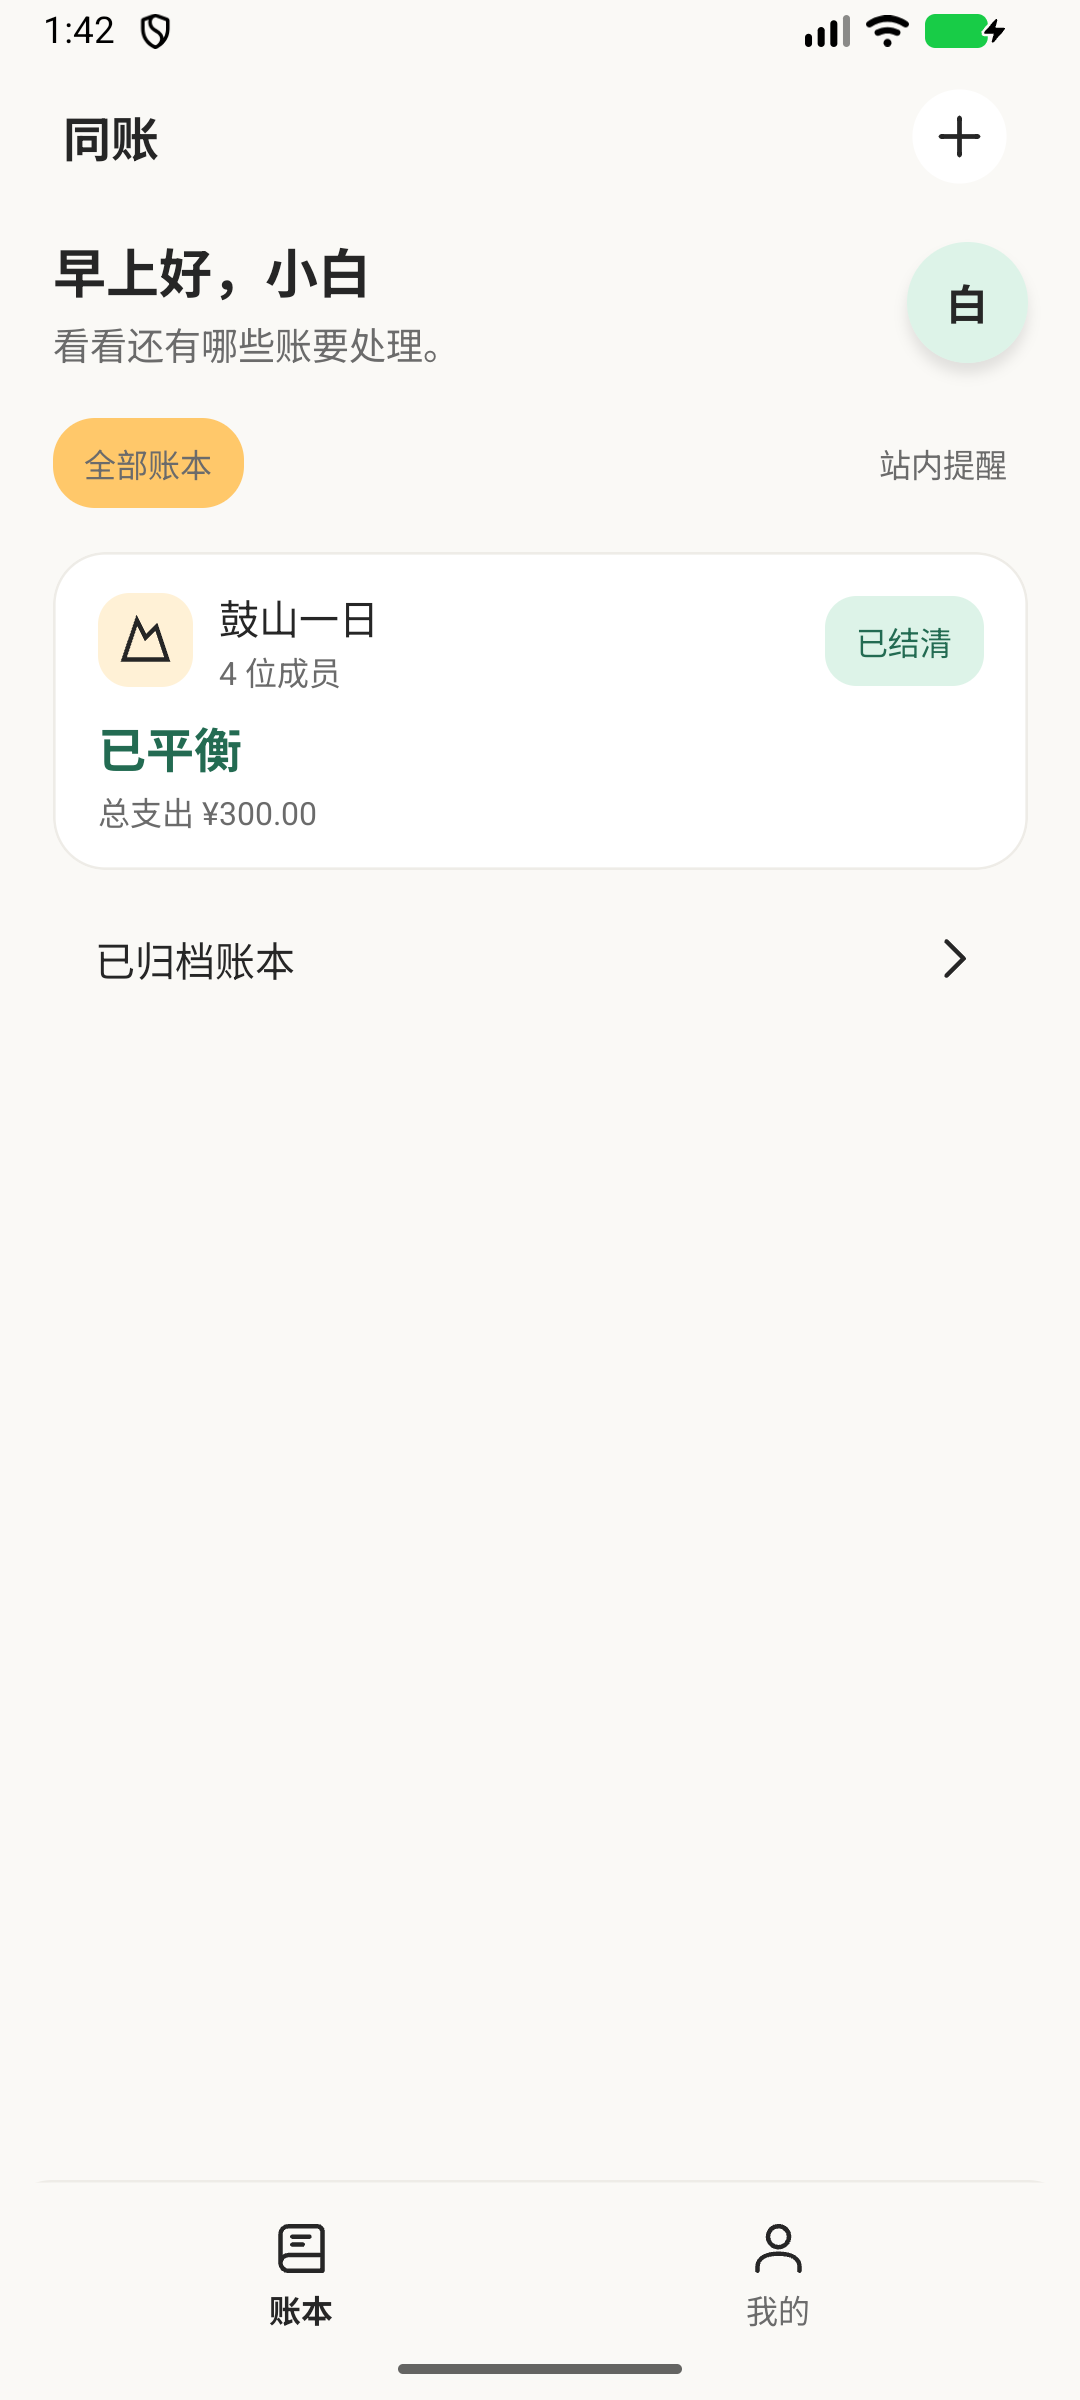 1:42
同账
早上好，小白
白
看看还有哪些账要处理。
全部账本
站内提醒
鼓山一日
4 位成员
已结清
已平衡
总支出 ¥300.00
已归档账本
账本
我的